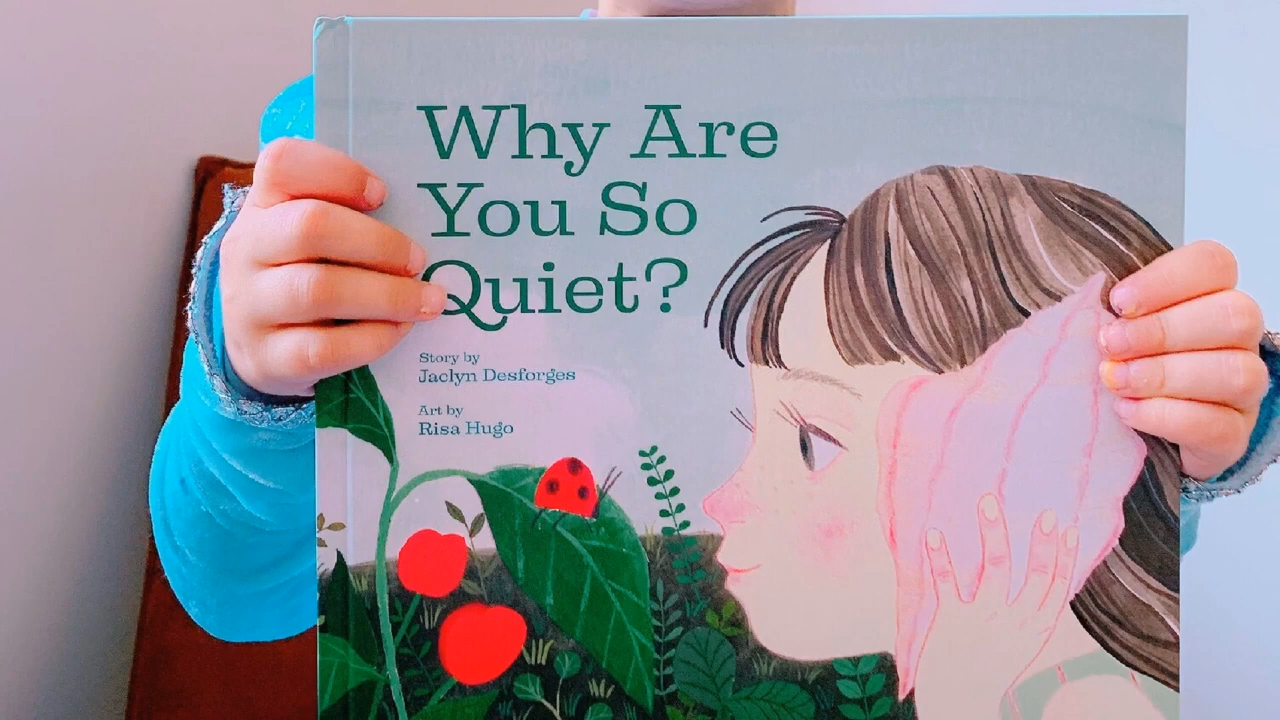 Why Are
You So
Quiet?
Story by
Jaclyn Desforges
Art by
Risa Hugo